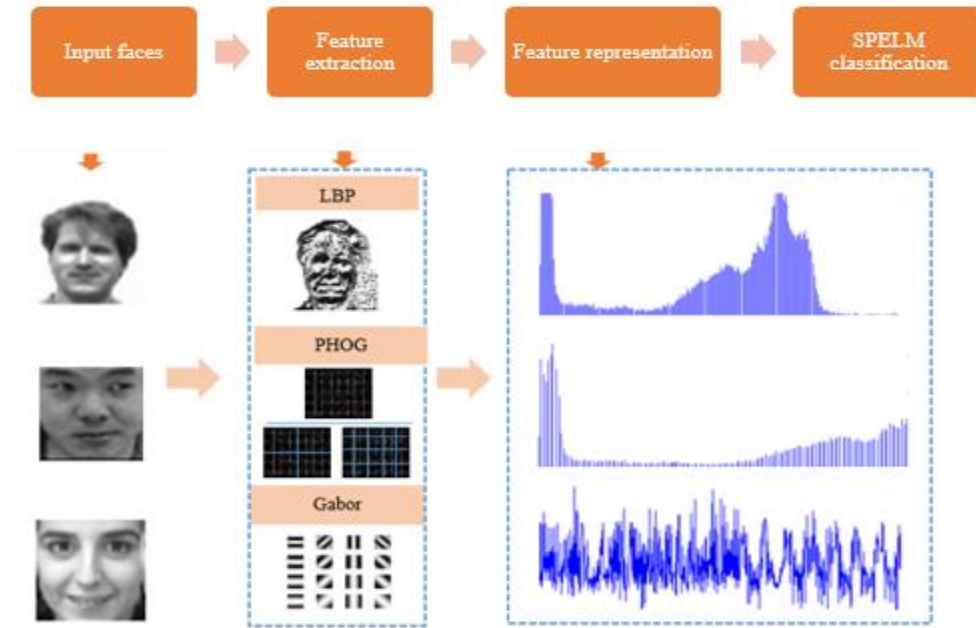 Input faces
Feature
extraction
Feature representation
SPELM
classification
LBP
PHOG
Gabor